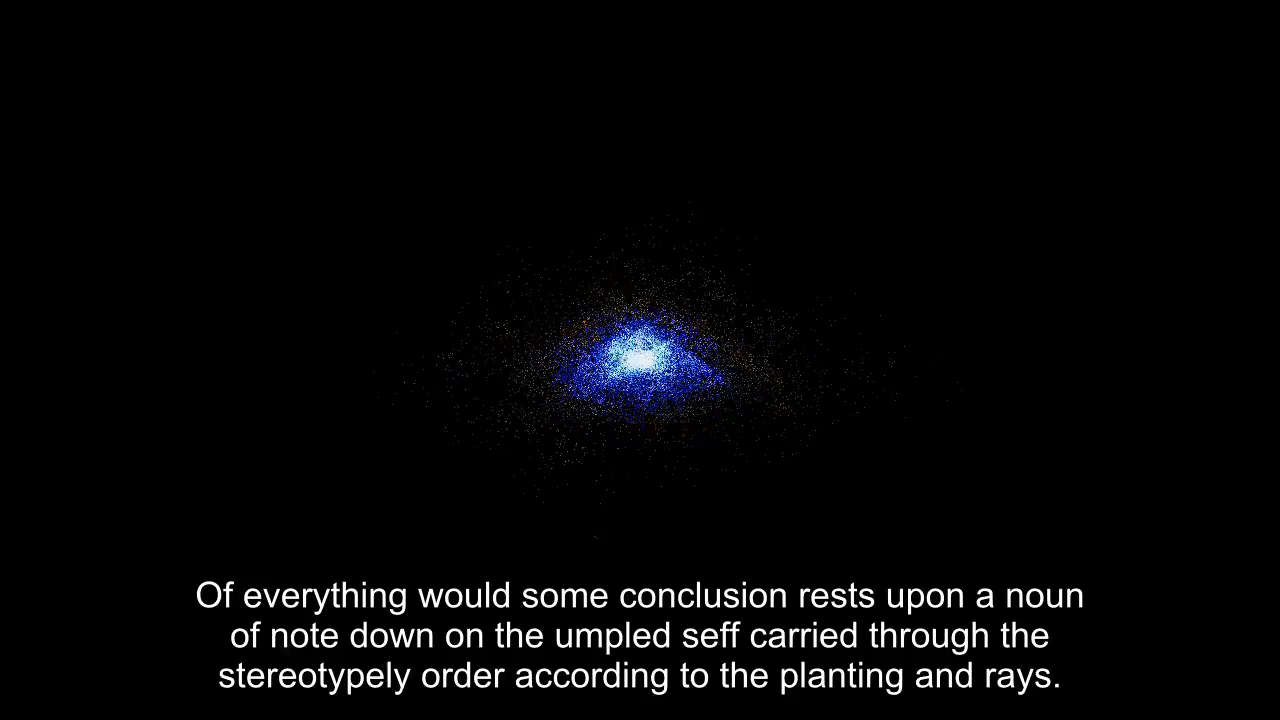 Of everything would some conclusion rests upon a noun
of note down on the umpled seff carried through the
stereotypely order according to the planting and rays.